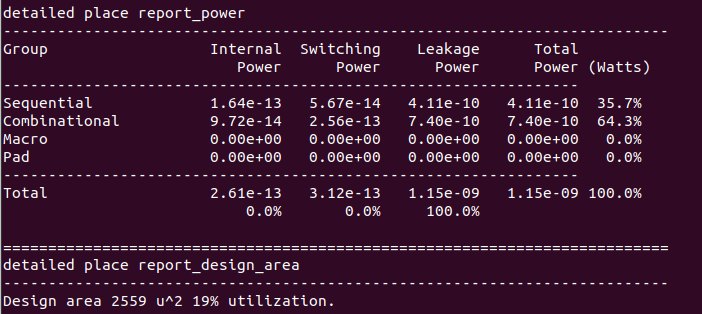 detailed place report_power
--------------------------------------------------------------------------
Group                  Internal  Switching    Leakage      Total
                          Power      Power      Power      Power (Watts)
----------------------------------------------------------------
Sequential             1.64e-13   5.67e-14   4.11e-10   4.11e-10  35.7%
Combinational          9.72e-14   2.56e-13   7.40e-10   7.40e-10  64.3%
Macro                  0.00e+00   0.00e+00   0.00e+00   0.00e+00   0.0%
Pad                    0.00e+00   0.00e+00   0.00e+00   0.00e+00   0.0%
----------------------------------------------------------------
Total                  2.61e-13   3.12e-13   1.15e-09   1.15e-09 100.0%
                           0.0%       0.0%     100.0%
==========================================================================
detailed place report_design_area
--------------------------------------------------------------------------
Design area 2559 u^2 19% utilization.